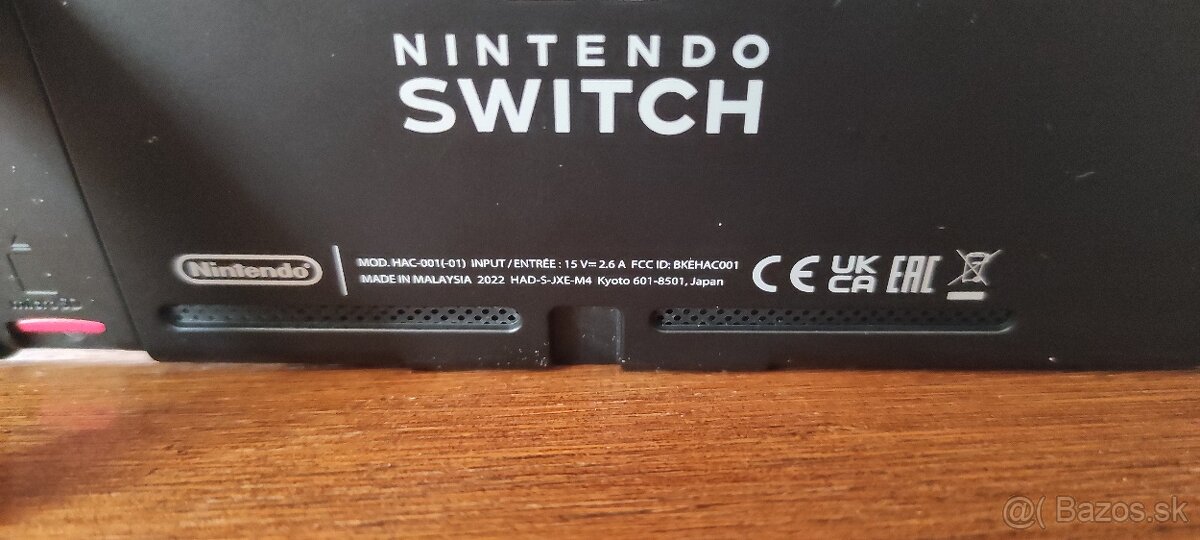 NINTENDO
SWITCH
Nintendo
MOD. HAC-001(-01) INPUT / ENTRÉE : 15 V⎓ 2.6 A FCC ID: BKEHAC001
MADE IN MALAYSIA 2022 HAD-S-JXE-M4 Kyoto 601-8501, Japan
CE UK CA EAC
microSD
@( Bazos.sk